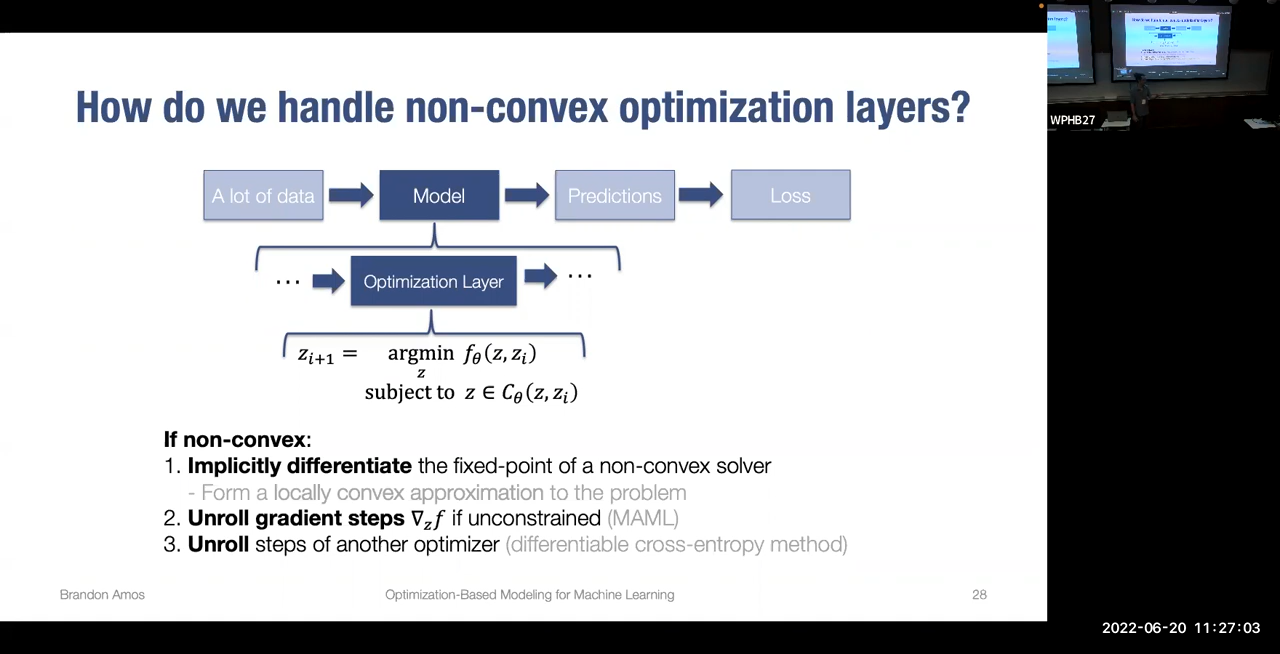 How do we handle non-convex optimization layers?
A lot of data
Model
Predictions
Loss
WPHB27
...
Optimization Layer
...
z_{i+1} = argmin f_θ(z, z_i)
z
subject to z ∈ C_θ(z, z_i)
If non-convex:
1. Implicitly differentiate the fixed-point of a non-convex solver
- Form a locally convex approximation to the problem
2. Unroll gradient steps ∇_z f if unconstrained (MAML)
3. Unroll steps of another optimizer (differentiable cross-entropy method)
Brandon Amos
Optimization-Based Modeling for Machine Learning
28
2022-06-20 11:27:03